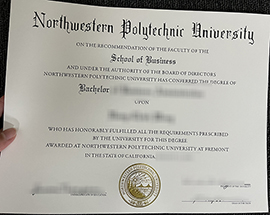 Northwestern Polytechnic University
ON THE RECOMMENDATION OF THE FACULTY OF THE
School of Business
AND UNDER THE AUTHORITY OF THE BOARD OF DIRECTORS
NORTHWESTERN POLYTECHNIC UNIVERSITY HAS CONFERRED THE DEGREE OF
Bachelor
UPON
WHO HAS HONORABLY FULFILLED ALL THE REQUIREMENTS PRESCRIBED
BY THE UNIVERSITY FOR THIS DEGREE
AWARDED AT NORTHWESTERN POLYTECHNIC UNIVERSITY AT FREMONT
IN THE STATE OF CALIFORNIA.